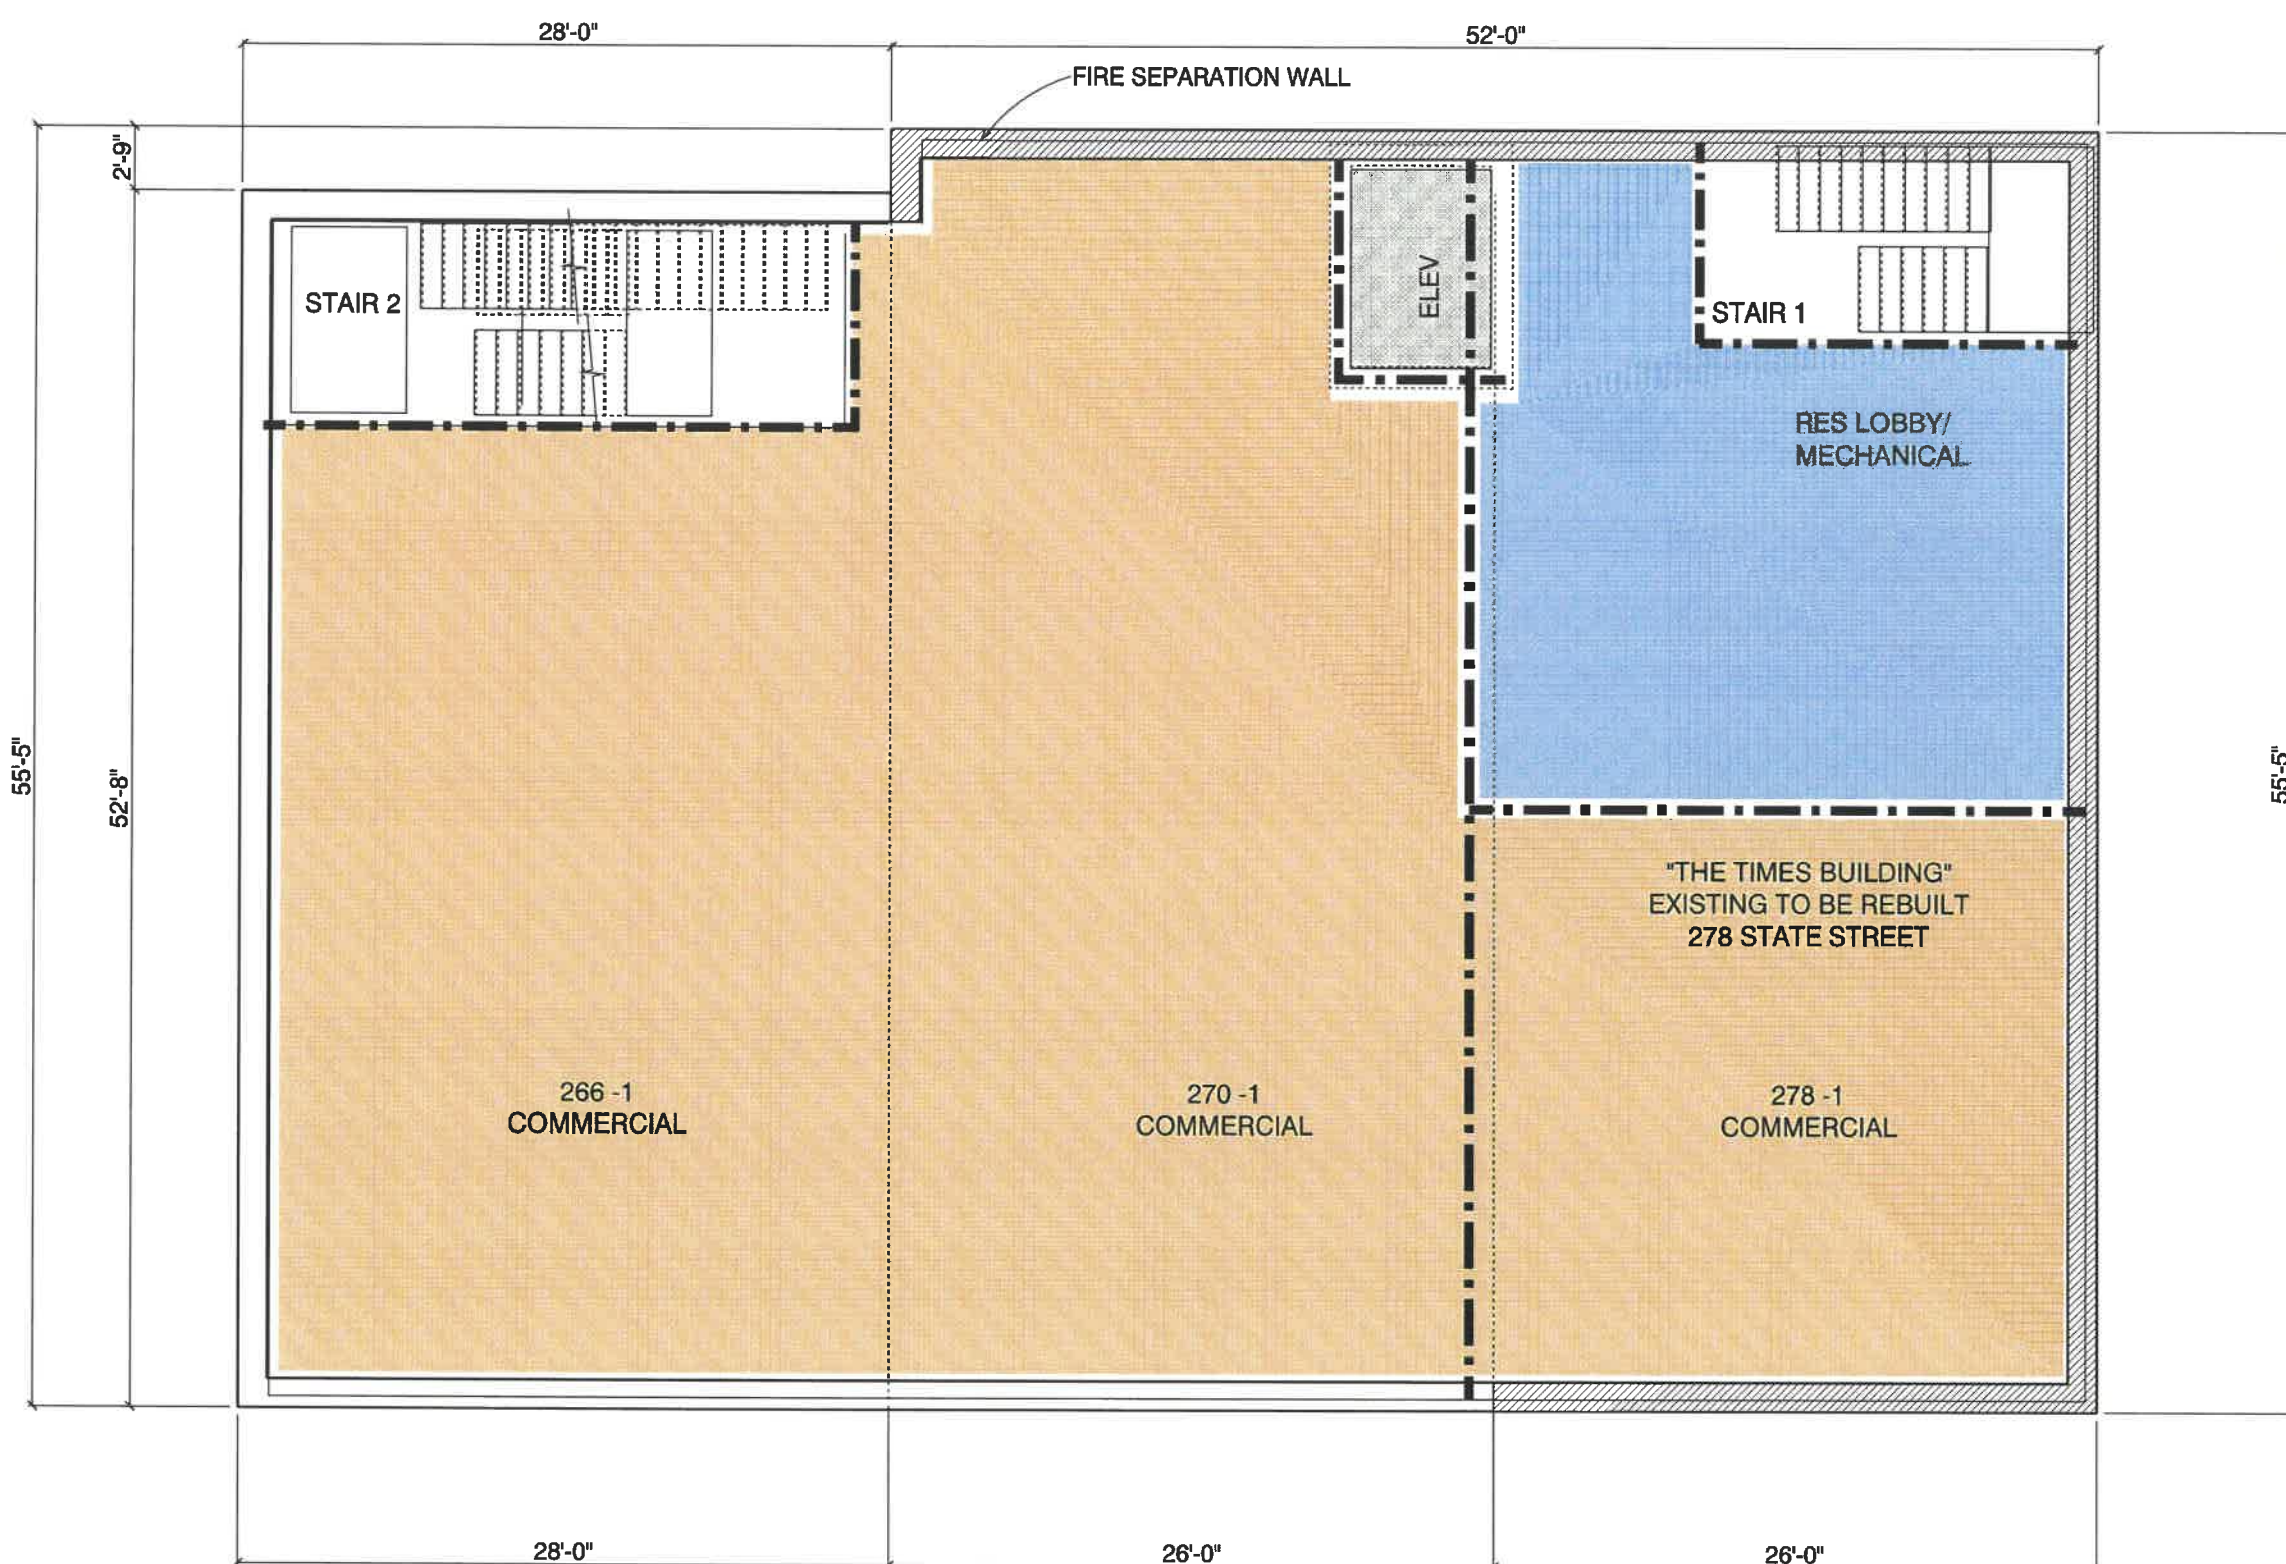 28'-0"
52'-0"
FIRE SEPARATION WALL
2'-9"
STAIR 2
ELEV
STAIR 1
RES LOBBY/
MECHANICAL
55'-5"
52'-8"
55'-5"
"THE TIMES BUILDING"
EXISTING TO BE REBUILT
278 STATE STREET
266 -1
COMMERCIAL
270 -1
COMMERCIAL
278 -1
COMMERCIAL
28'-0"
26'-0"
26'-0"